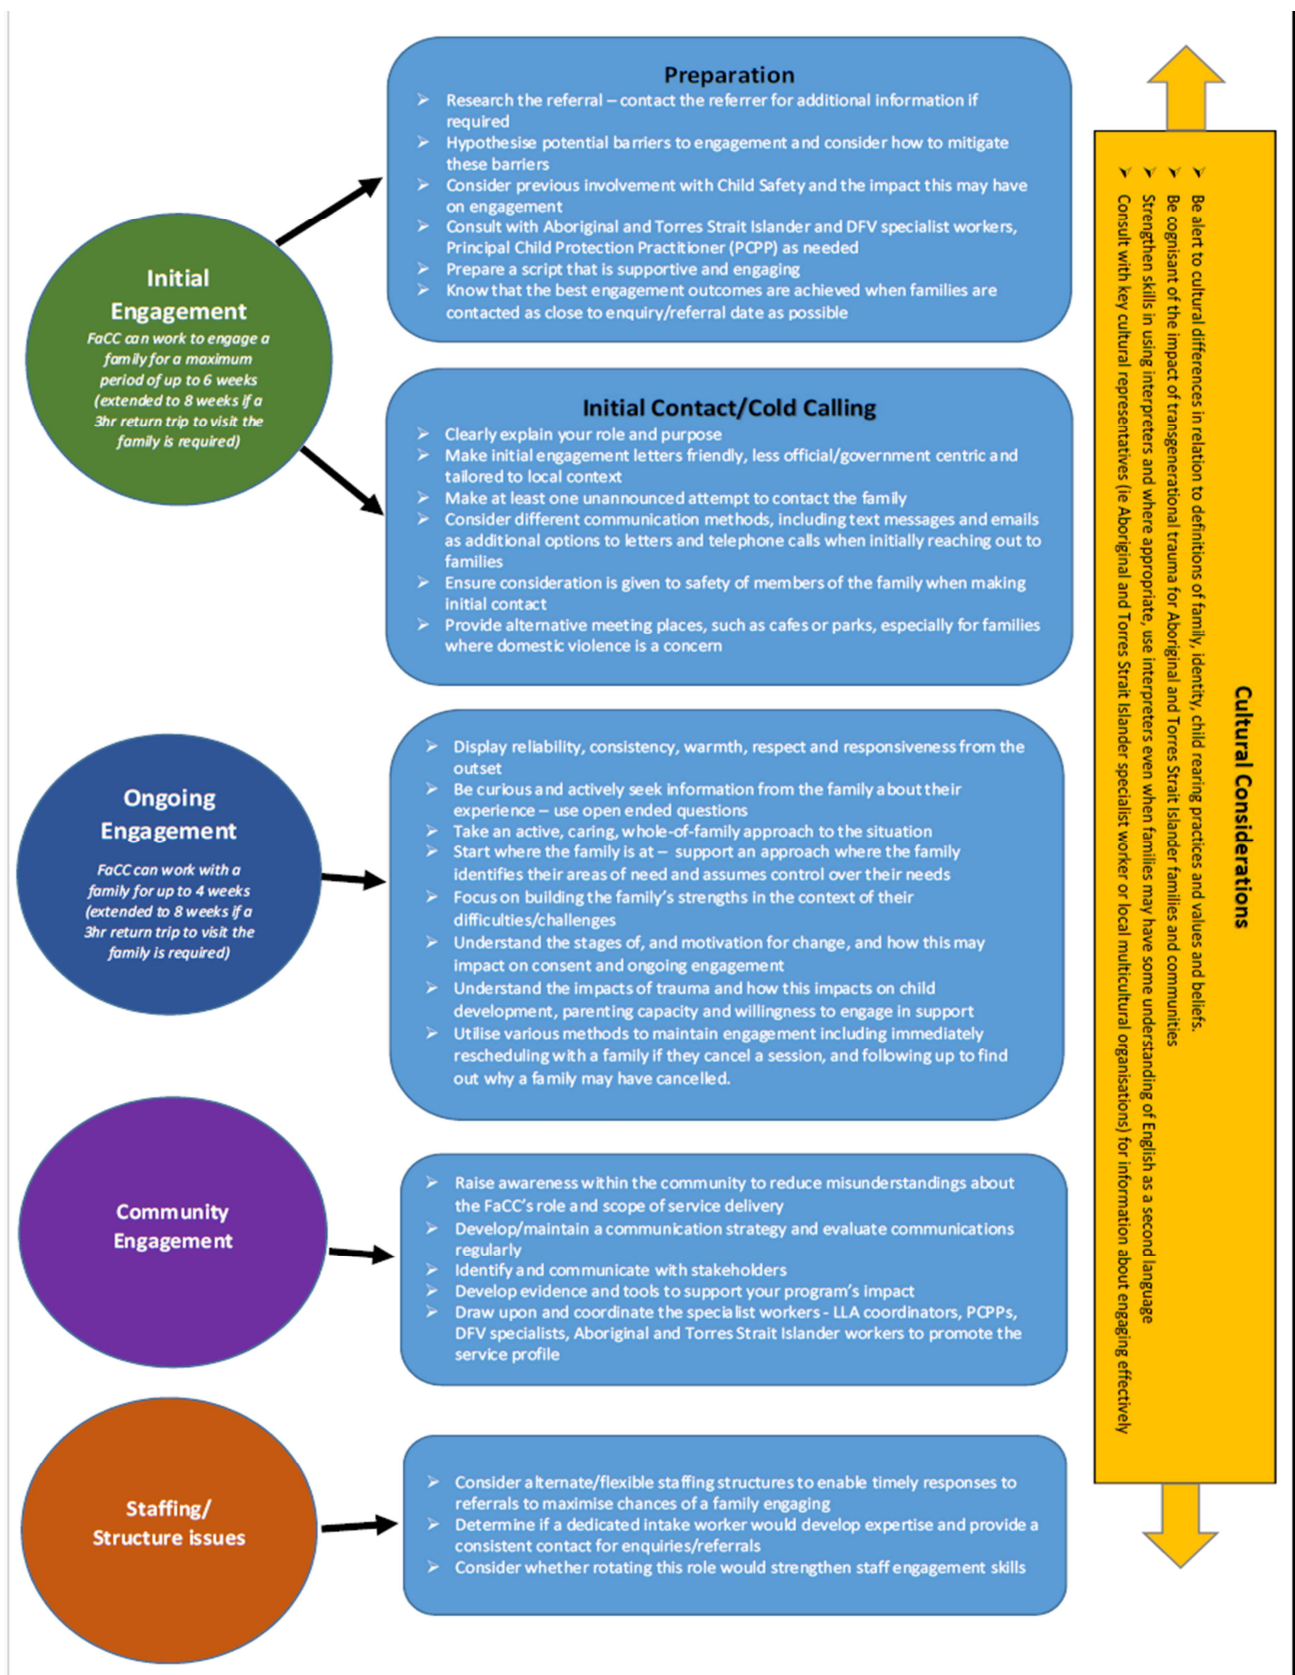 Initial
Engagement
FaCC can work to engage a
family for a maximum
period of up to 6 weeks
(extended to 8 weeks if a
3hr return trip to visit the
family is required)
Preparation
➢ Research the referral – contact the referrer for additional information if
required
➢ Hypothesise potential barriers to engagement and consider how to mitigate
these barriers
➢ Consider previous involvement with Child Safety and the impact this may have
on engagement
➢ Consult with Aboriginal and Torres Strait Islander and DFV specialist workers,
Principal Child Protection Practitioner (PCPP) as needed
➢ Prepare a script that is supportive and engaging
➢ Know that the best engagement outcomes are achieved when families are
contacted as close to enquiry/referral date as possible
Initial Contact/Cold Calling
➢ Clearly explain your role and purpose
➢ Make initial engagement letters friendly, less official/government centric and
tailored to local context
➢ Make at least one unannounced attempt to contact the family
➢ Consider different communication methods, including text messages and emails
as additional options to letters and telephone calls when initially reaching out to
families
➢ Ensure consideration is given to safety of members of the family when making
initial contact
➢ Provide alternative meeting places, such as cafes or parks, especially for families
where domestic violence is a concern
Ongoing
Engagement
FaCC can work with a
family for up to 4 weeks
(extended to 8 weeks if a
3hr return trip to visit the
family is required)
➢ Display reliability, consistency, warmth, respect and responsiveness from the
outset
➢ Be curious and actively seek information from the family about their
experience – use open ended questions
➢ Take an active, caring, whole-of-family approach to the situation
➢ Start where the family is at – support an approach where the family
identifies their areas of need and assumes control over their needs
➢ Focus on building the family's strengths in the context of their
difficulties/challenges
➢ Understand the stages of, and motivation for change, and how this may
impact on consent and ongoing engagement
➢ Understand the impacts of trauma and how this impacts on child
development, parenting capacity and willingness to engage in support
➢ Utilise various methods to maintain engagement including immediately
rescheduling with a family if they cancel a session, and following up to find
out why a family may have cancelled.
Community
Engagement
➢ Raise awareness within the community to reduce misunderstandings about
the FaCC's role and scope of service delivery
➢ Develop/maintain a communication strategy and evaluate communications
regularly
➢ Identify and communicate with stakeholders
➢ Develop evidence and tools to support your program's impact
➢ Draw upon and coordinate the specialist workers - LLA coordinators, PCPPs,
DFV specialists, Aboriginal and Torres Strait Islander workers to promote the
service profile
Staffing/
Structure issues
➢ Consider alternate/flexible staffing structures to enable timely responses to
referrals to maximise chances of a family engaging
➢ Determine if a dedicated intake worker would develop expertise and provide a
consistent contact for enquiries/referrals
➢ Consider whether rotating this role would strengthen staff engagement skills
Cultural Considerations
➢ Be alert to cultural differences in relation to definitions of family, identity, child rearing practices and values and beliefs.
➢ Be cognisant of the impact of transgenerational trauma for Aboriginal and Torres Strait Islander families and communities
➢ Strengthen skills in using interpreters and where appropriate, use interpreters even when families may have some understanding of English as a second language
➢ Consult with key cultural representatives (ie Aboriginal and Torres Strait Islander specialist worker or local multicultural organisations) for information about engaging effectively